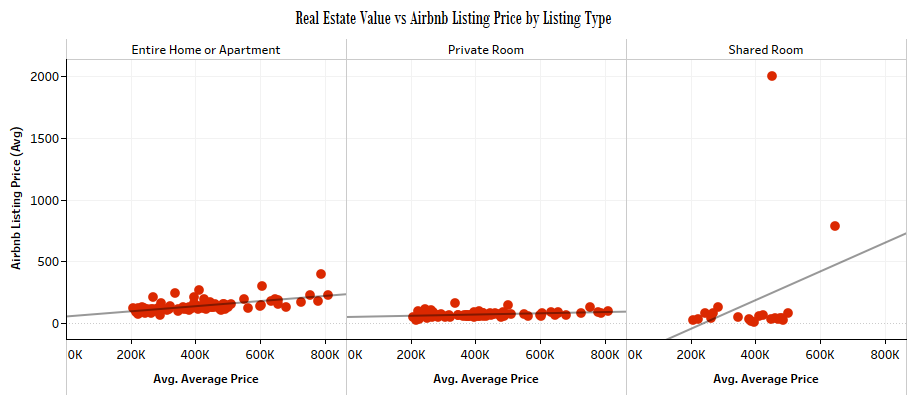 Real Estate Value vs Airbnb Listing Price by Listing Type
Entire Home or Apartment Private Room Shared Room
Airbnb Listing Price (Avg)
2000
1500
1000
500
0
0K 200K 400K 600K 800K 0K 200K 400K 600K 800K 0K 200K 400K 600K 800K
Avg. Average Price Avg. Average Price Avg. Average Price